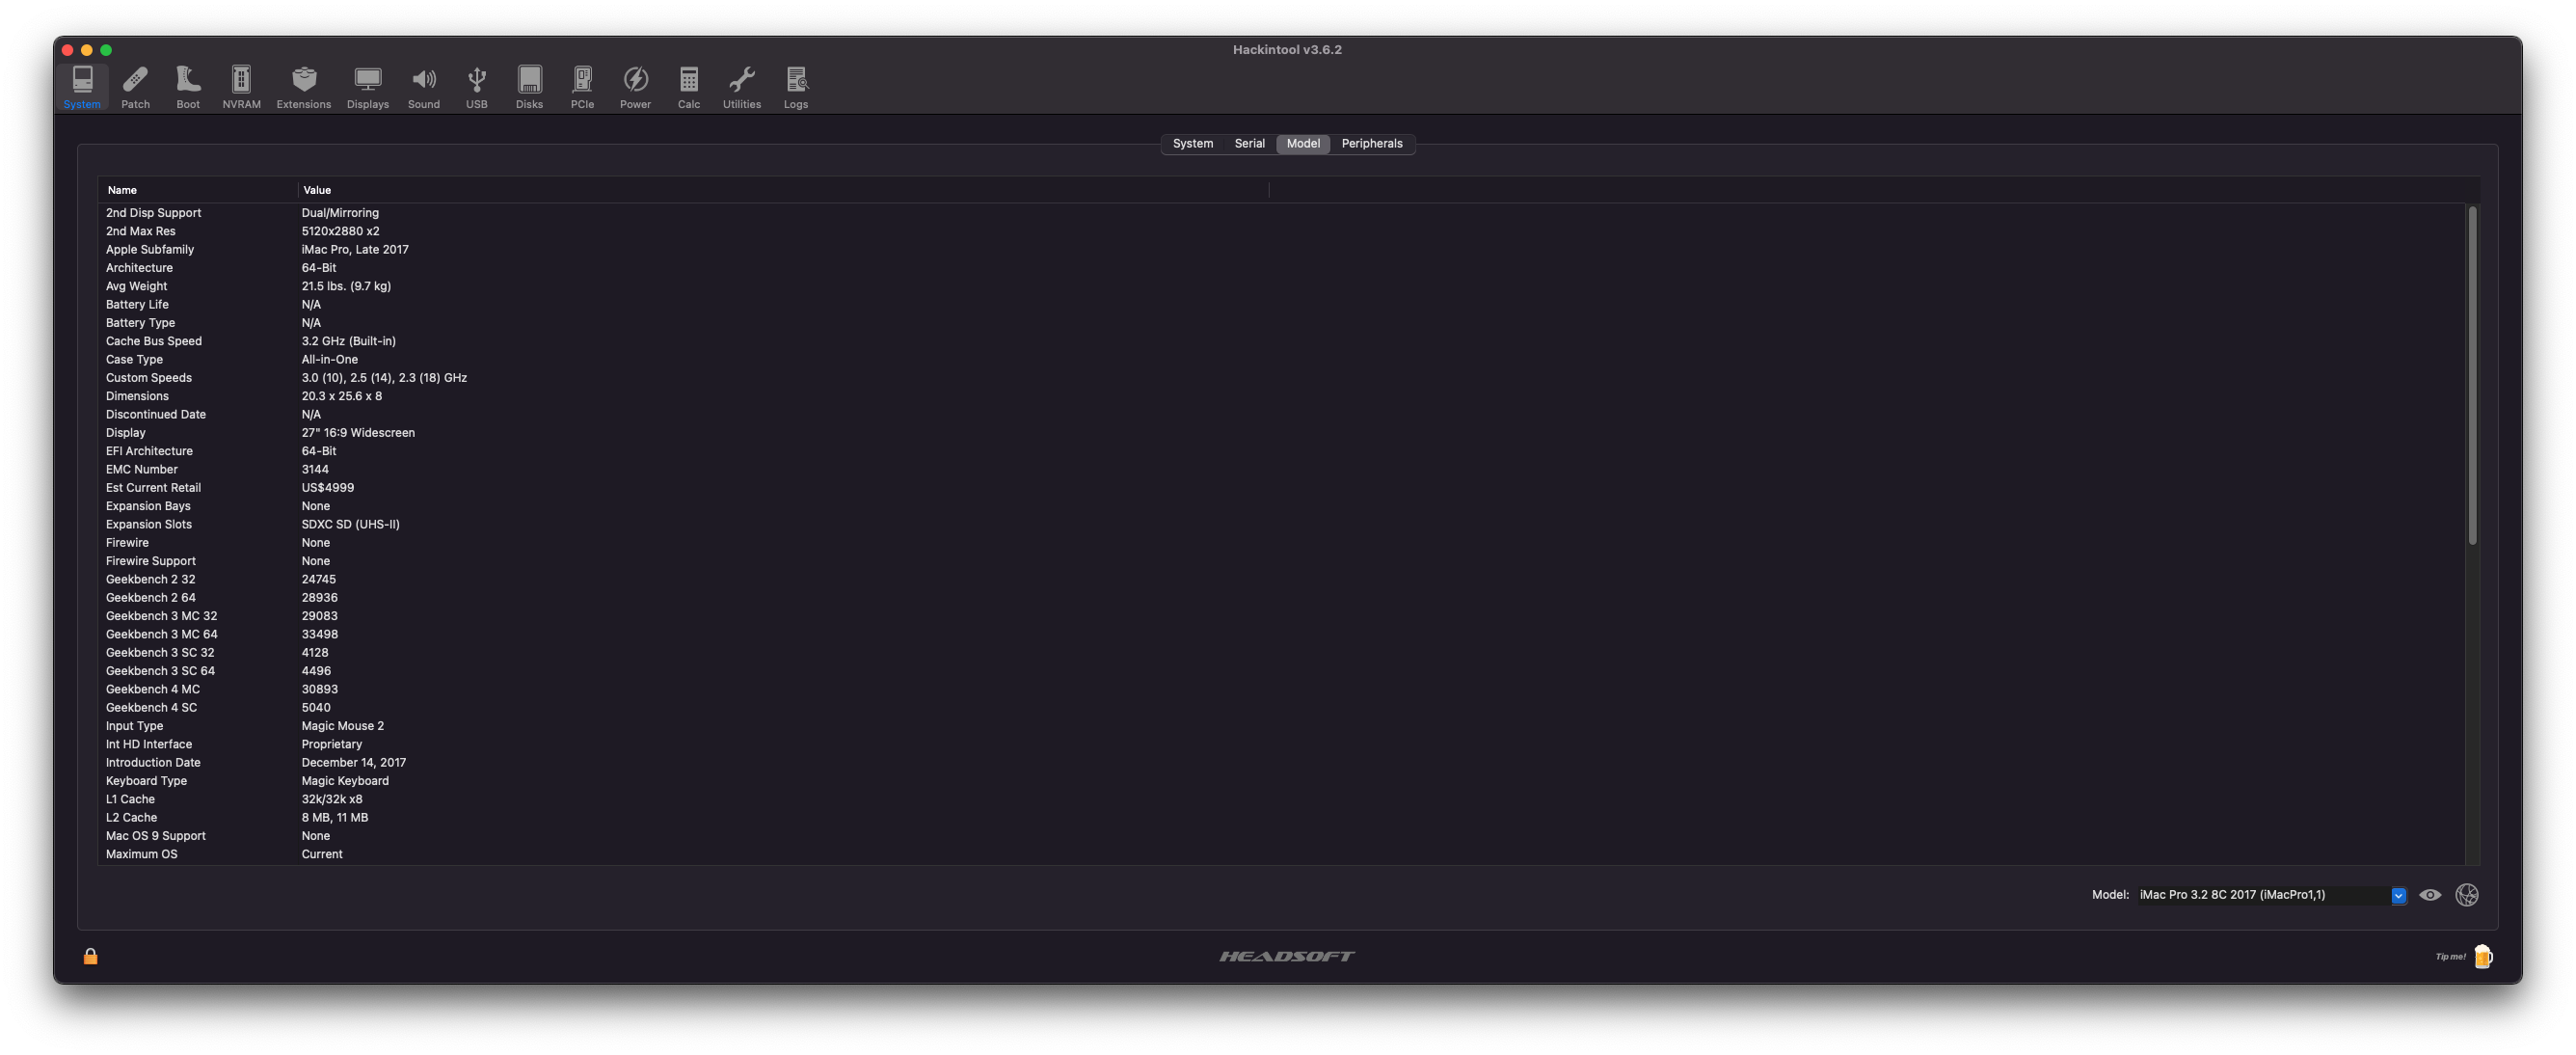 Hackintool v3.6.2
System Patch Boot NVRAM Extensions Displays Sound USB Disks PCIe Power Calc Utilities Logs
System Serial Model Peripherals
Name Value
2nd Disp Support Dual/Mirroring
2nd Max Res 5120x2880 x2
Apple Subfamily iMac Pro, Late 2017
Architecture 64-Bit
Avg Weight 21.5 lbs. (9.7 kg)
Battery Life N/A
Battery Type N/A
Cache Bus Speed 3.2 GHz (Built-in)
Case Type All-in-One
Custom Speeds 3.0 (10), 2.5 (14), 2.3 (18) GHz
Dimensions 20.3 x 25.6 x 8
Discontinued Date N/A
Display 27" 16:9 Widescreen
EFI Architecture 64-Bit
EMC Number 3144
Est Current Retail US$4999
Expansion Bays None
Expansion Slots SDXC SD (UHS-II)
Firewire None
Firewire Support None
Geekbench 2 32 24745
Geekbench 2 64 28936
Geekbench 3 MC 32 29083
Geekbench 3 MC 64 33498
Geekbench 3 SC 32 4128
Geekbench 3 SC 64 4496
Geekbench 4 MC 30893
Geekbench 4 SC 5040
Input Type Magic Mouse 2
Int HD Interface Proprietary
Introduction Date December 14, 2017
Keyboard Type Magic Keyboard
L1 Cache 32k/32k x8
L2 Cache 8 MB, 11 MB
Mac OS 9 Support None
Maximum OS Current
Model: iMac Pro 3.2 8C 2017 (iMacPro1,1)
HEADSOFT
Tip me!